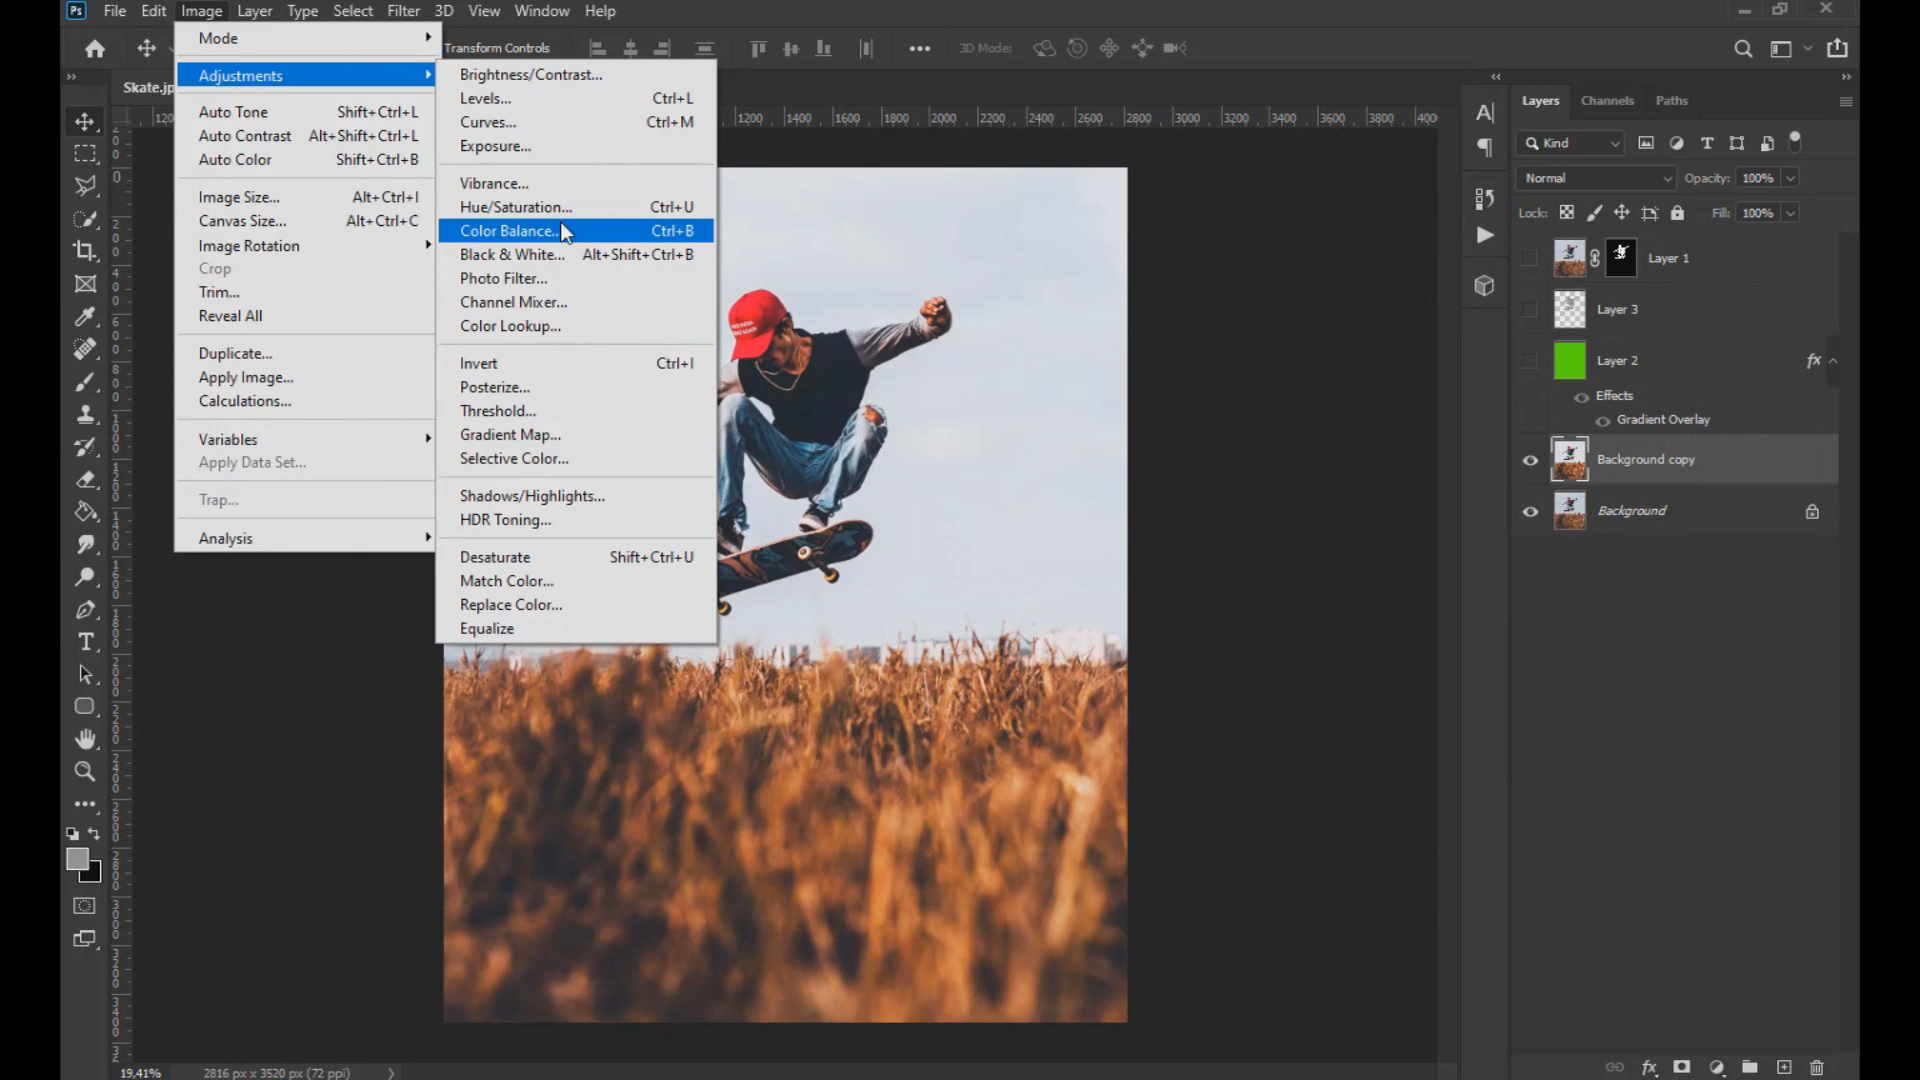 Ps File Edit Image Layer Type Select Filter 3D View Window Help
Transform Controls 3D Mode:
Skate.jp
Mode
Adjustments
Auto Tone Shift+Ctrl+L
Auto Contrast Alt+Shift+Ctrl+L
Auto Color Shift+Ctrl+B
Image Size... Alt+Ctrl+I
Canvas Size... Alt+Ctrl+C
Image Rotation
Crop
Trim...
Reveal All
Duplicate...
Apply Image...
Calculations...
Variables
Apply Data Set...
Trap...
Analysis
Brightness/Contrast...
Levels... Ctrl+L
Curves... Ctrl+M
Exposure...
Vibrance...
Hue/Saturation... Ctrl+U
Color Balance... Ctrl+B
Black & White... Alt+Shift+Ctrl+B
Photo Filter...
Channel Mixer...
Color Lookup...
Invert Ctrl+I
Posterize...
Threshold...
Gradient Map...
Selective Color...
Shadows/Highlights...
HDR Toning...
Desaturate Shift+Ctrl+U
Match Color...
Replace Color...
Equalize
1200 1400 1600 1800 2000 2200 2400 2600 2800 3000 3200 3400 3600 3800 400
Layers Channels Paths
Kind
Normal Opacity: 100%
Lock: Fill: 100%
Layer 1
Layer 3
Layer 2 fx
Effects
Gradient Overlay
Background copy
Background
19,41% 2816 px x 3520 px (72 ppi)